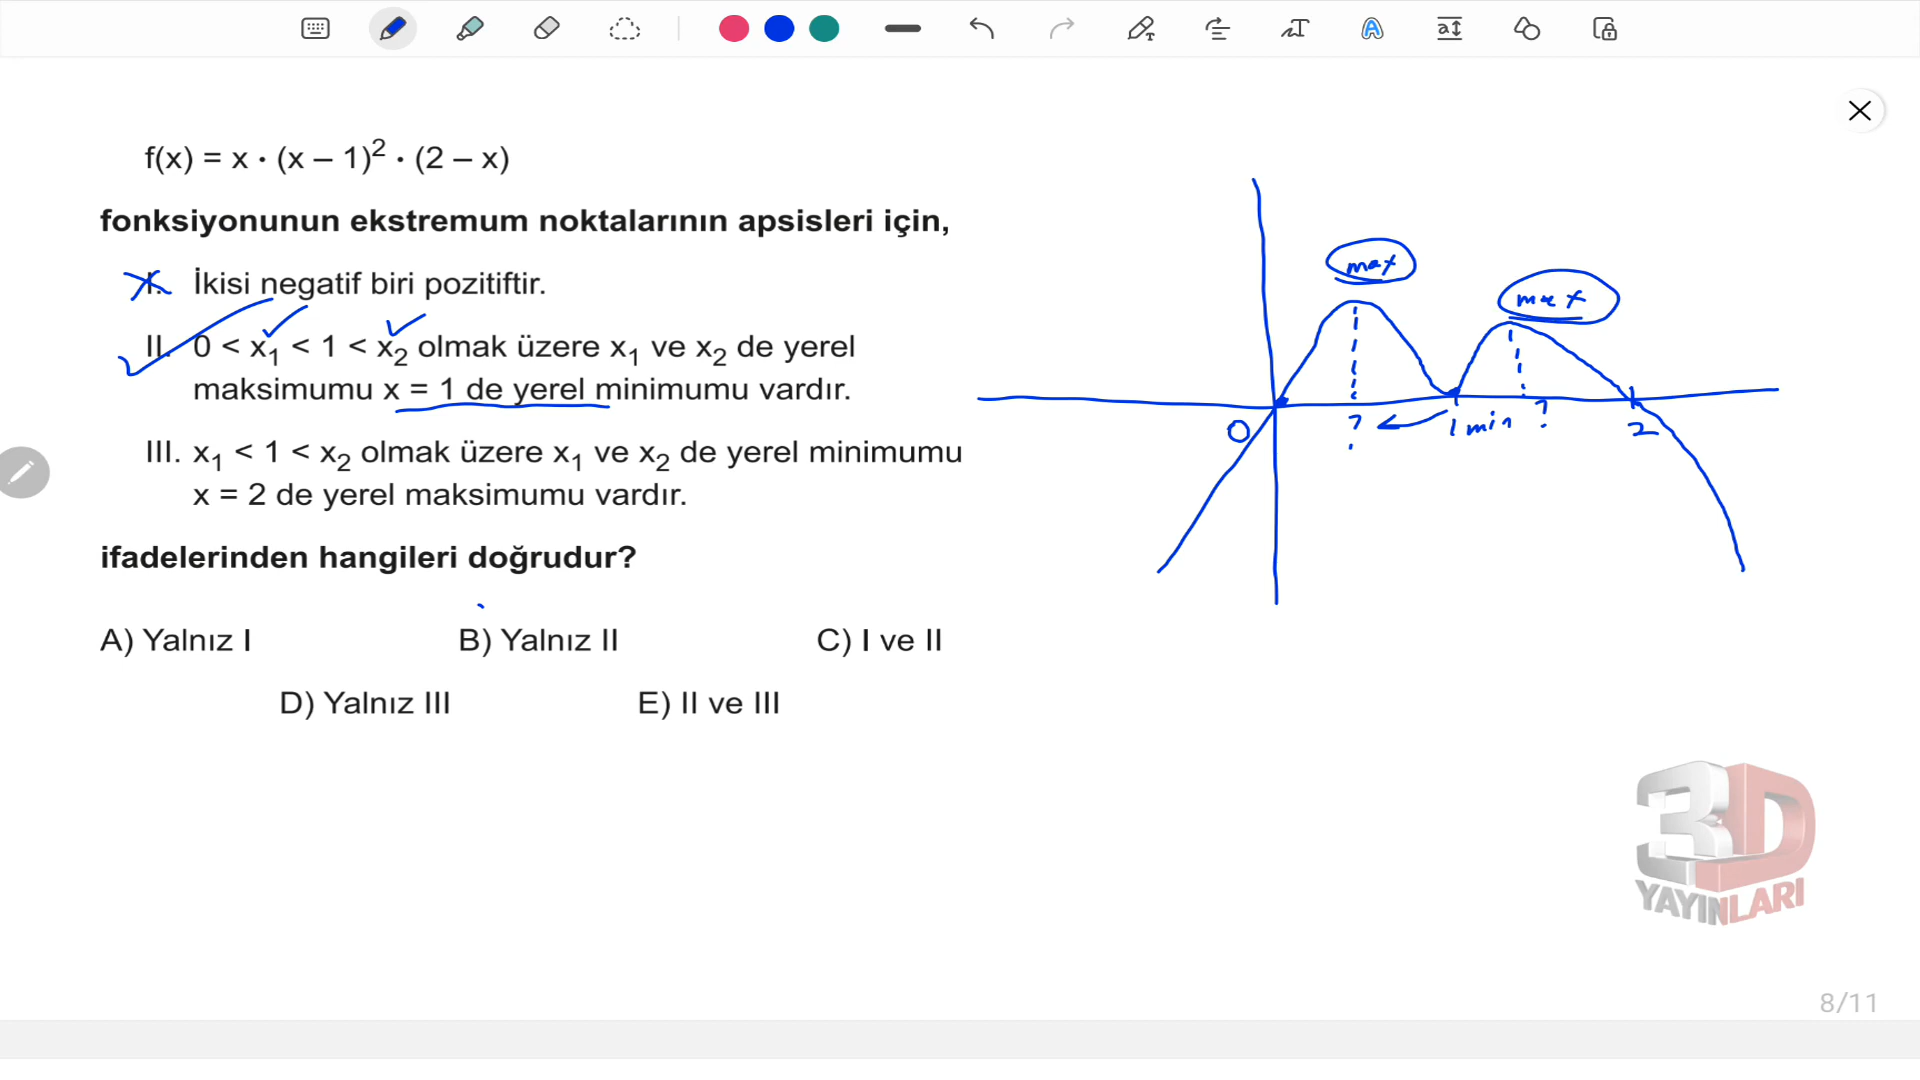 f(x) = x · (x – 1)² · (2 – x)
fonksiyonunun ekstremum noktalarının apsisleri için,
I. İkisi negatif biri pozitiftir.
II. 0 < x₁ < 1 < x₂ olmak üzere x₁ ve x₂ de yerel
maksimumu x = 1 de yerel minimumu vardır.
III. x₁ < 1 < x₂ olmak üzere x₁ ve x₂ de yerel minimumu
x = 2 de yerel maksimumu vardır.
ifadelerinden hangileri doğrudur?
A) Yalnız I B) Yalnız II C) I ve II
D) Yalnız III E) II ve III
max
max
0 ? 1 min ? 2
3D
YAYINLARI
8/11